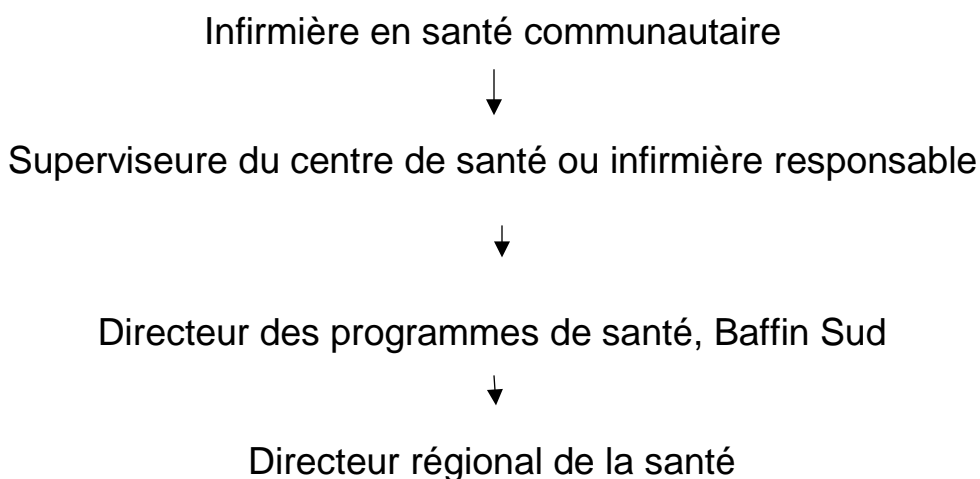 Infirmière en santé communautaire
Superviseure du centre de santé ou infirmière responsable
Directeur des programmes de santé, Baffin Sud
Directeur régional de la santé